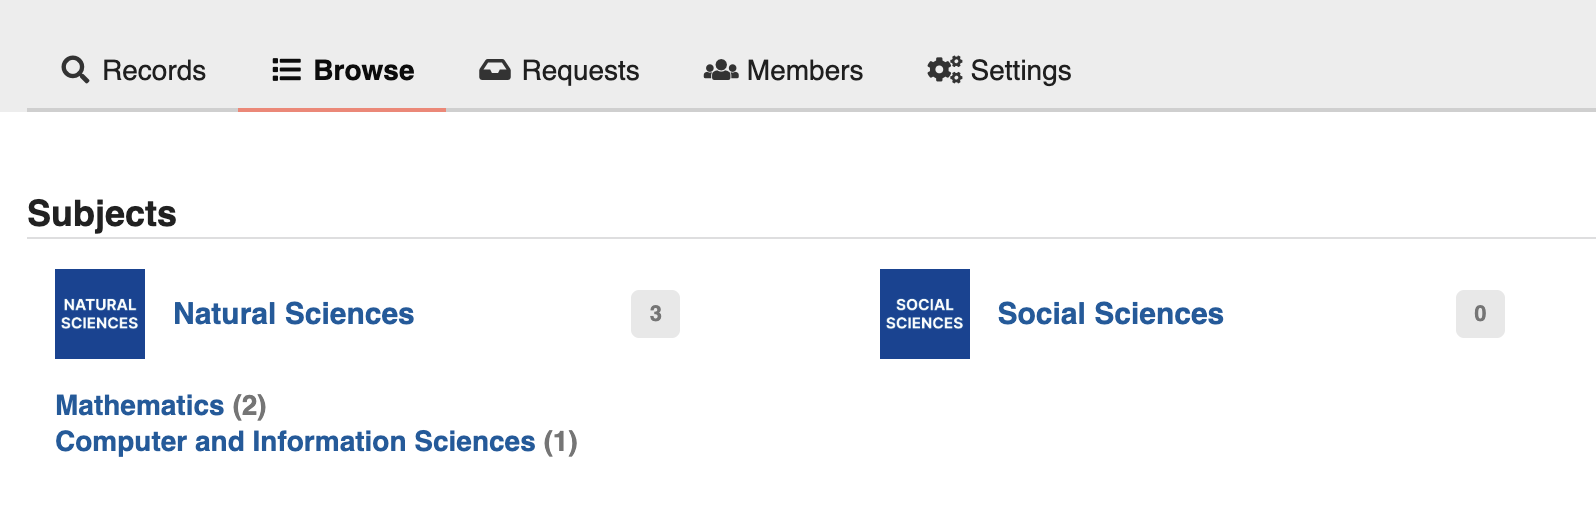 Records Browse Requests Members Settings
Subjects
NATURAL
SCIENCES
Natural Sciences
3
SOCIAL
SCIENCES
Social Sciences
0
Mathematics (2)
Computer and Information Sciences (1)